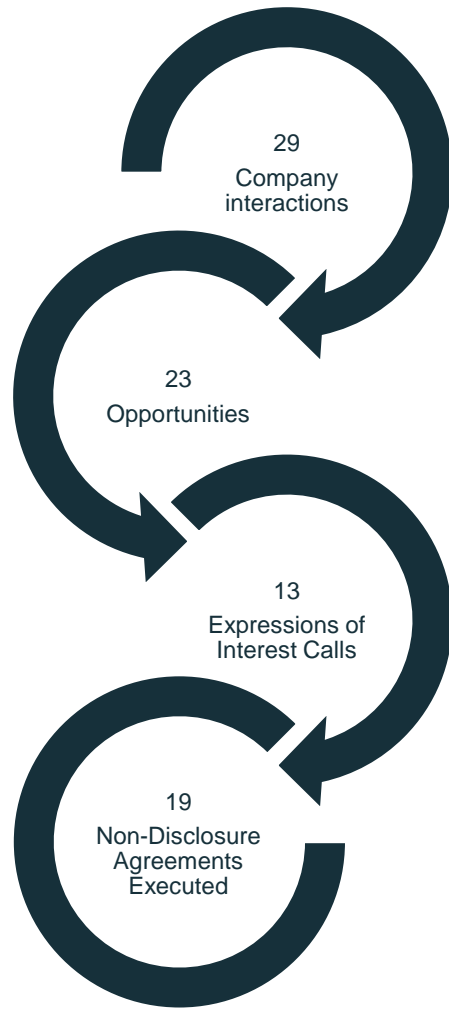 29
Company
interactions
23
Opportunities
13
Expressions of
Interest Calls
19
Non-Disclosure
Agreements
Executed